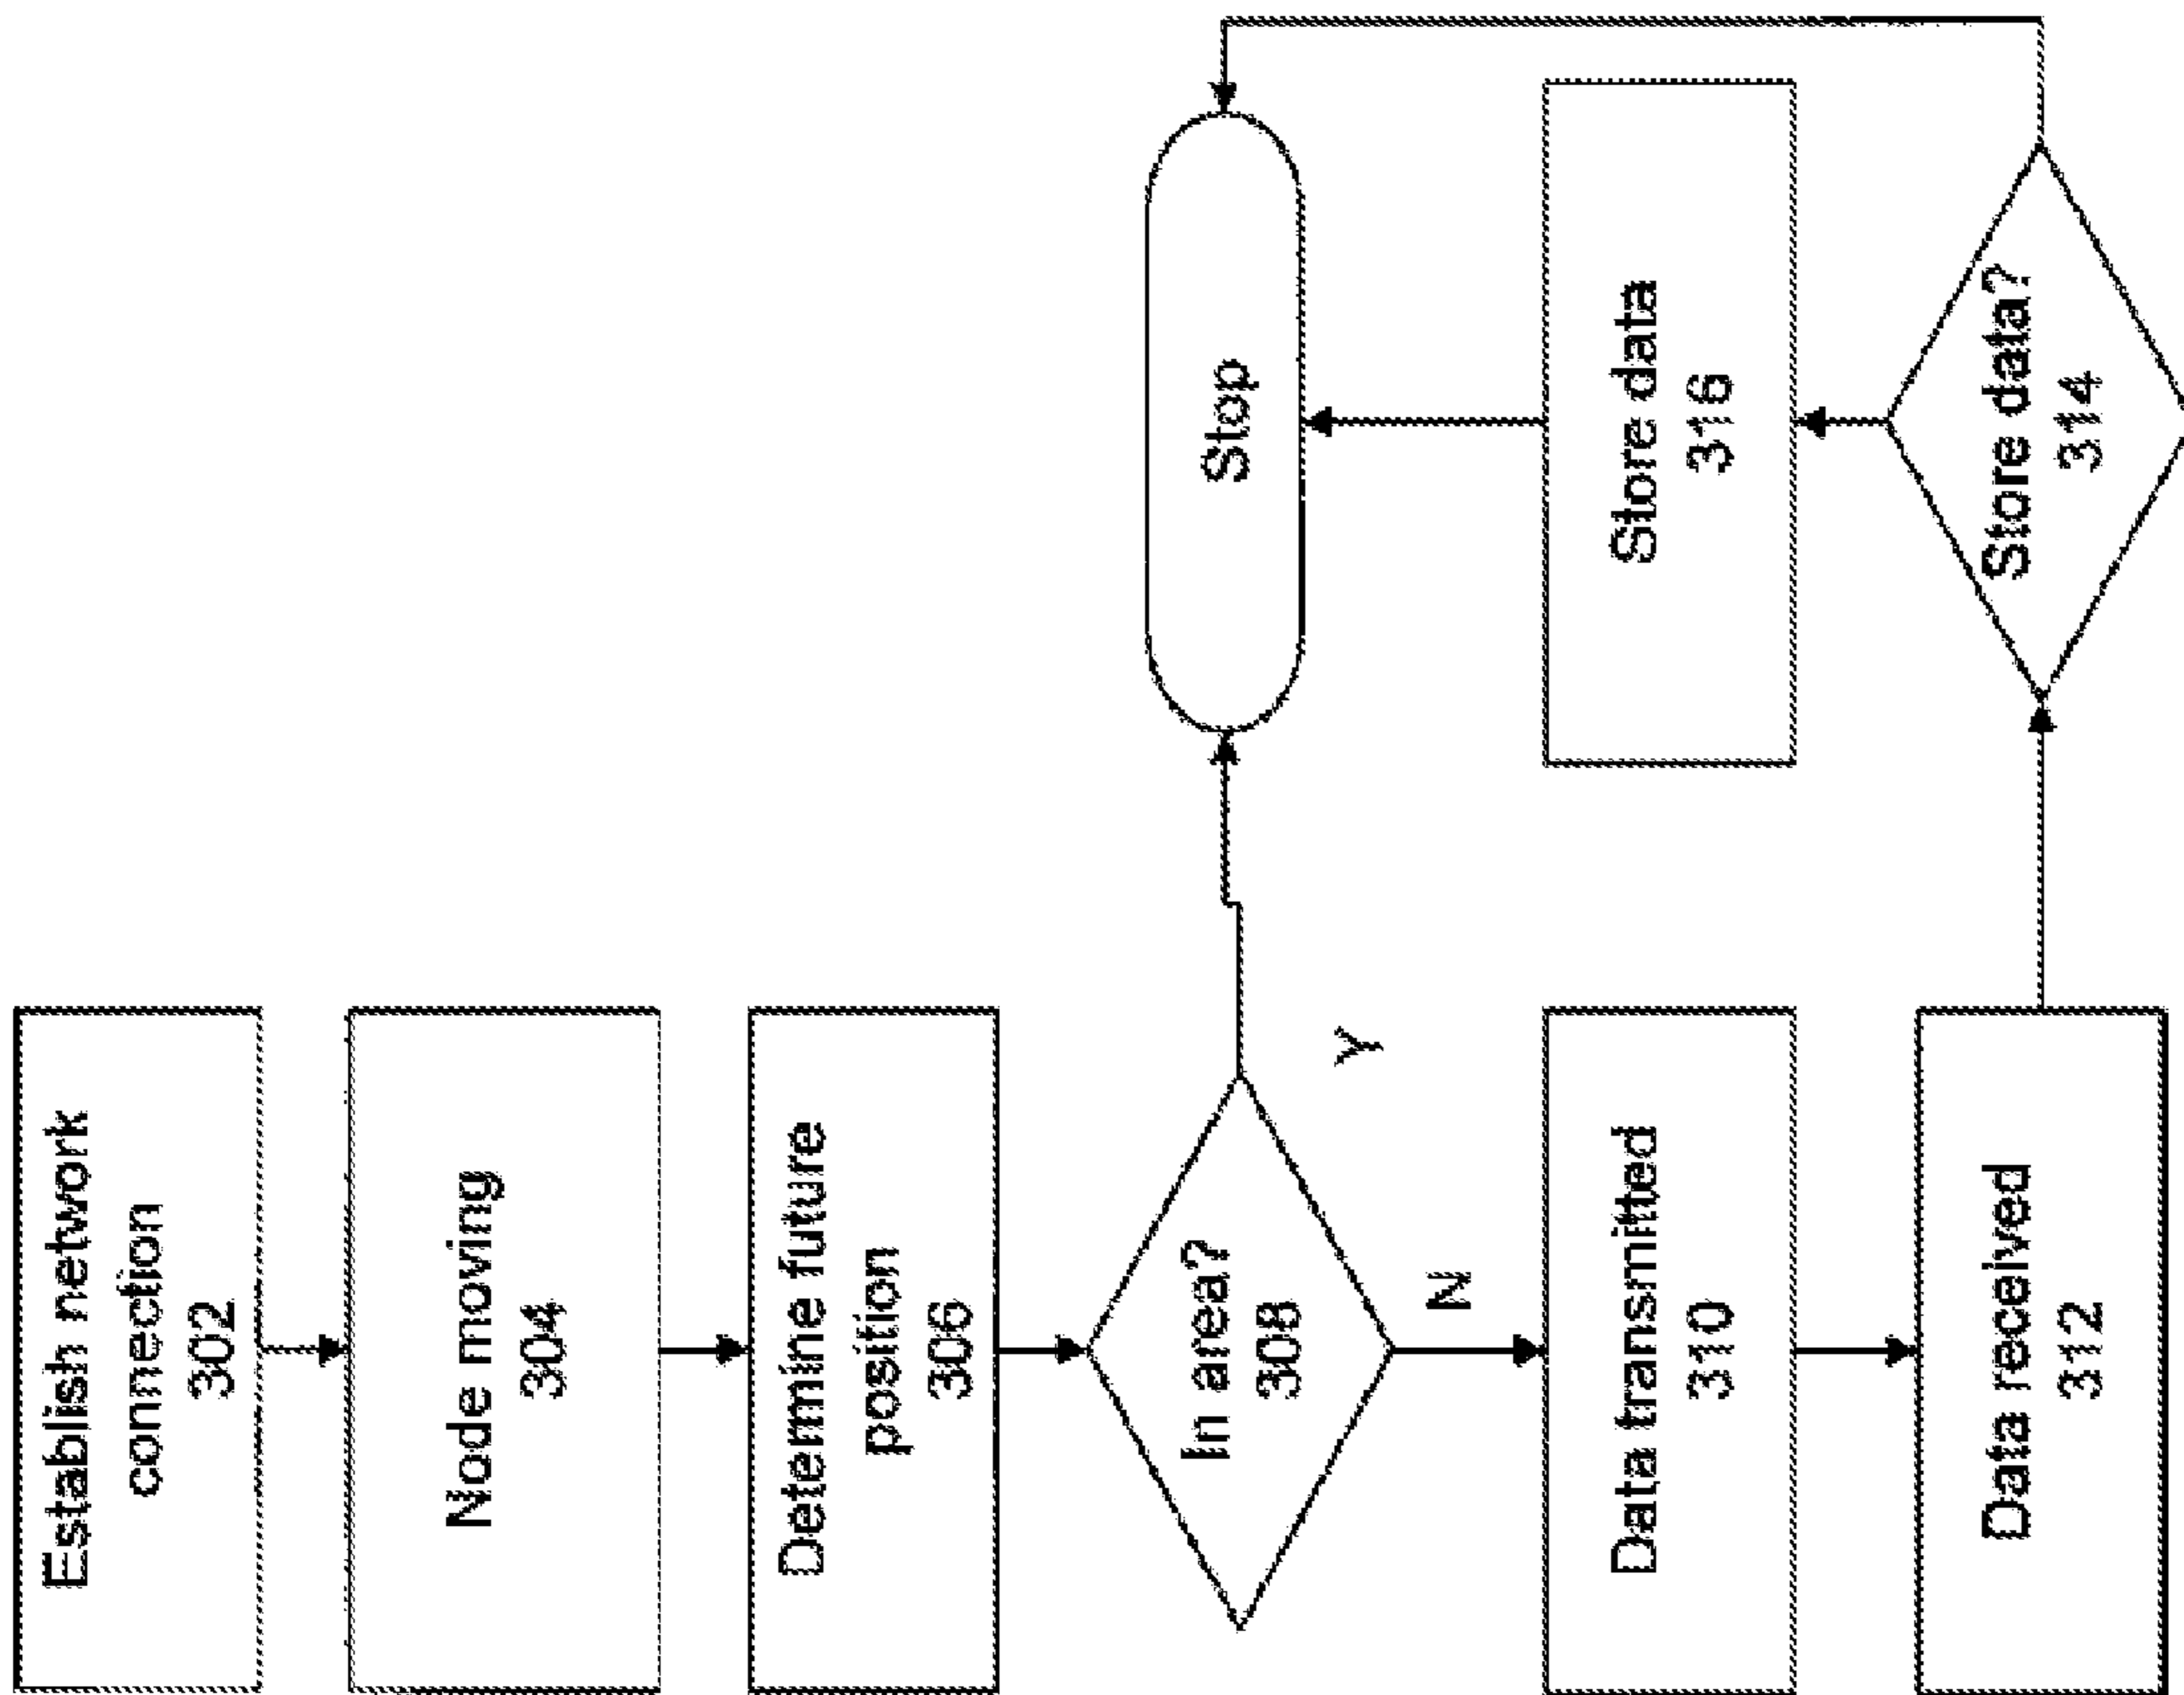 Establish network
connection
302
Node moving
304
Determine future
position
306
In area?
308
Y
N
Data transmitted
310
Data received
312
Store data?
314
Store data
316
Stop